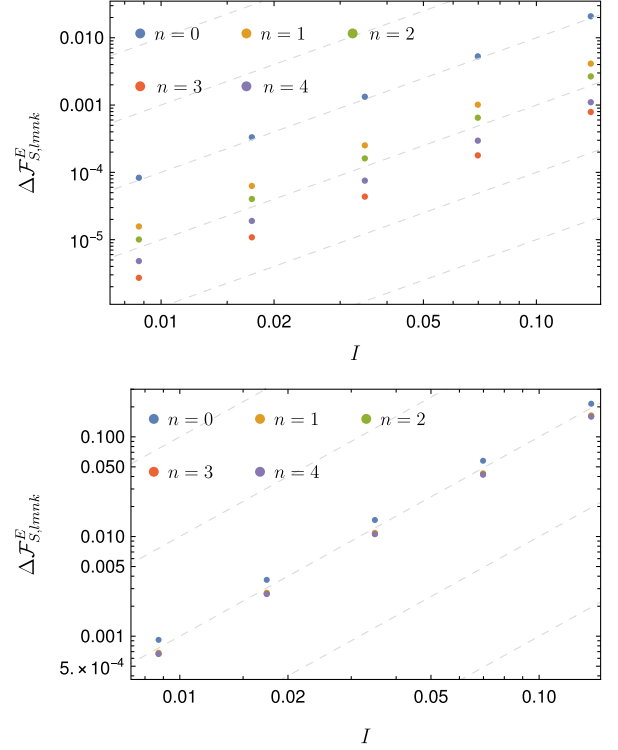 0.010
0.001
10⁻⁴
10⁻⁵
Δℱ^E_{S,lmnk}
n = 0 n = 1 n = 2
n = 3 n = 4
0.01 0.02 0.05 0.10
I
0.100
0.050
0.010
0.005
0.001
5.×10⁻⁴
Δℱ^E_{S,lmnk}
n = 0 n = 1 n = 2
n = 3 n = 4
0.01 0.02 0.05 0.10
I